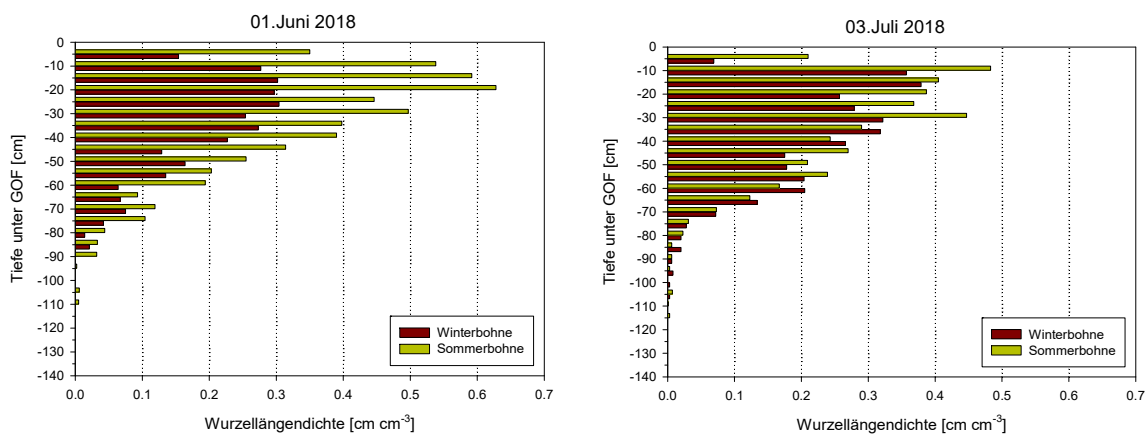 01.Juni 2018
0
-10
-20
-30
-40
-50
-60
-70
-80
-90
-100
-110
-120
-130
-140
Tiefe unter GOF [cm]
Winterbohne
Sommerbohne
0.0 0.1 0.2 0.3 0.4 0.5 0.6 0.7
Wurzellängendichte [cm cm⁻³]
03.Juli 2018
0
-10
-20
-30
-40
-50
-60
-70
-80
-90
-100
-110
-120
-130
-140
Tiefe unter GOF [cm]
Winterbohne
Sommerbohne
0.0 0.1 0.2 0.3 0.4 0.5 0.6 0.7
Wurzellängendichte [cm cm⁻³]